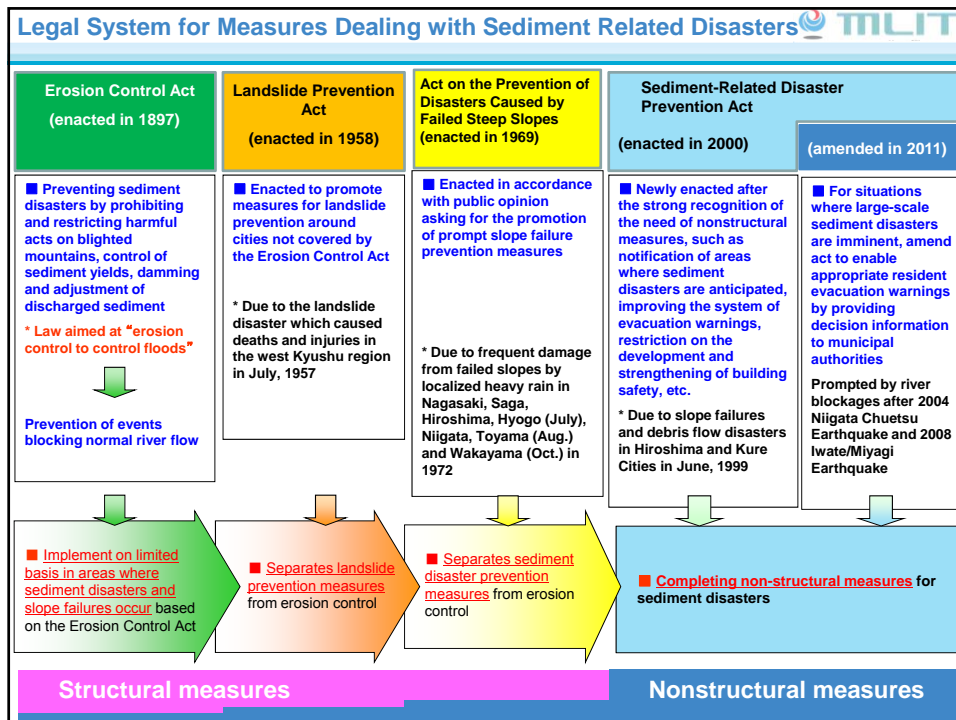 Legal System for Measures Dealing with Sediment Related Disasters
MLIT
Erosion Control Act
(enacted in 1897)
Landslide Prevention
Act
(enacted in 1958)
Act on the Prevention of
Disasters Caused by
Failed Steep Slopes
(enacted in 1969)
Sediment-Related Disaster
Prevention Act
(enacted in 2000)
(amended in 2011)
■ Preventing sediment
disasters by prohibiting
and restricting harmful
acts on blighted
mountains, control of
sediment yields, damming
and adjustment of
discharged sediment
* Law aimed at "erosion
control to control floods"
Prevention of events
blocking normal river flow
■ Enacted to promote
measures for landslide
prevention around
cities not covered by
the Erosion Control Act
* Due to the landslide
disaster which caused
deaths and injuries in
the west Kyushu region
in July, 1957
■ Enacted in accordance
with public opinion
asking for the promotion
of prompt slope failure
prevention measures
* Due to frequent damage
from failed slopes by
localized heavy rain in
Nagasaki, Saga,
Hiroshima, Hyogo (July),
Niigata, Toyama (Aug.)
and Wakayama (Oct.) in
1972
■ Newly enacted after
the strong recognition of
the need of nonstructural
measures, such as
notification of areas
where sediment
disasters are anticipated,
improving the system of
evacuation warnings,
restriction on the
development and
strengthening of building
safety, etc.
* Due to slope failures
and debris flow disasters
in Hiroshima and Kure
Cities in June, 1999
■ For situations
where large-scale
sediment disasters
are imminent, amend
act to enable
appropriate resident
evacuation warnings
by providing
decision information
to municipal
authorities
Prompted by river
blockages after 2004
Niigata Chuetsu
Earthquake and 2008
Iwate/Miyagi
Earthquake
■ Implement on limited
basis in areas where
sediment disasters and
slope failures occur based
on the Erosion Control Act
■ Separates landslide
prevention measures
from erosion control
■ Separates sediment
disaster prevention
measures from erosion
control
■ Completing non-structural measures for
sediment disasters
Structural measures
Nonstructural measures